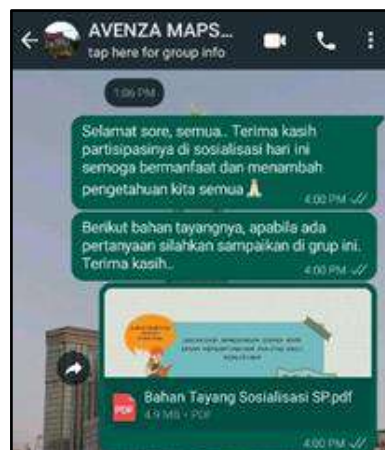 AVENZA MAPS...
tap here for group info
1:06 PM
Selamat sore, semua.. Terima kasih
partisipasinya di sosialisasi hari ini
semoga bermanfaat dan menambah
pengetahuan kita semua🙏
4:00 PM
Berikut bahan tayangnya, apabila ada
pertanyaan silahkan sampaikan di grup ini.
Terima kasih..
4:00 PM
PDF
Bahan Tayang Sosialisasi SP.pdf
4.9 MB • PDF
4:00 PM